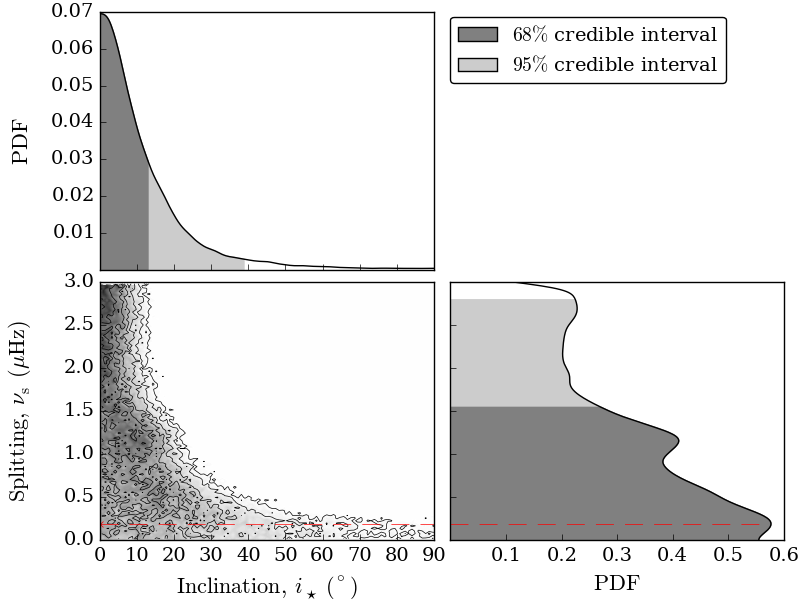 0.07
0.06
0.05
0.04
0.03
0.02
0.01
PDF
68% credible interval
95% credible interval
3.0
2.5
2.0
1.5
1.0
0.5
0.0
Splitting, νs (μHz)
0 10 20 30 40 50 60 70 80 90
Inclination, i⋆ (°)
0.1 0.2 0.3 0.4 0.5 0.6
PDF